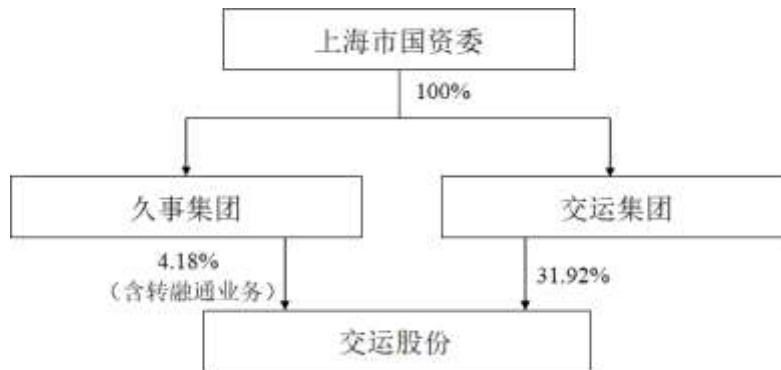 上海市国资委
100%
久事集团
交运集团
4.18%
（含转融通业务）
31.92%
交运股份